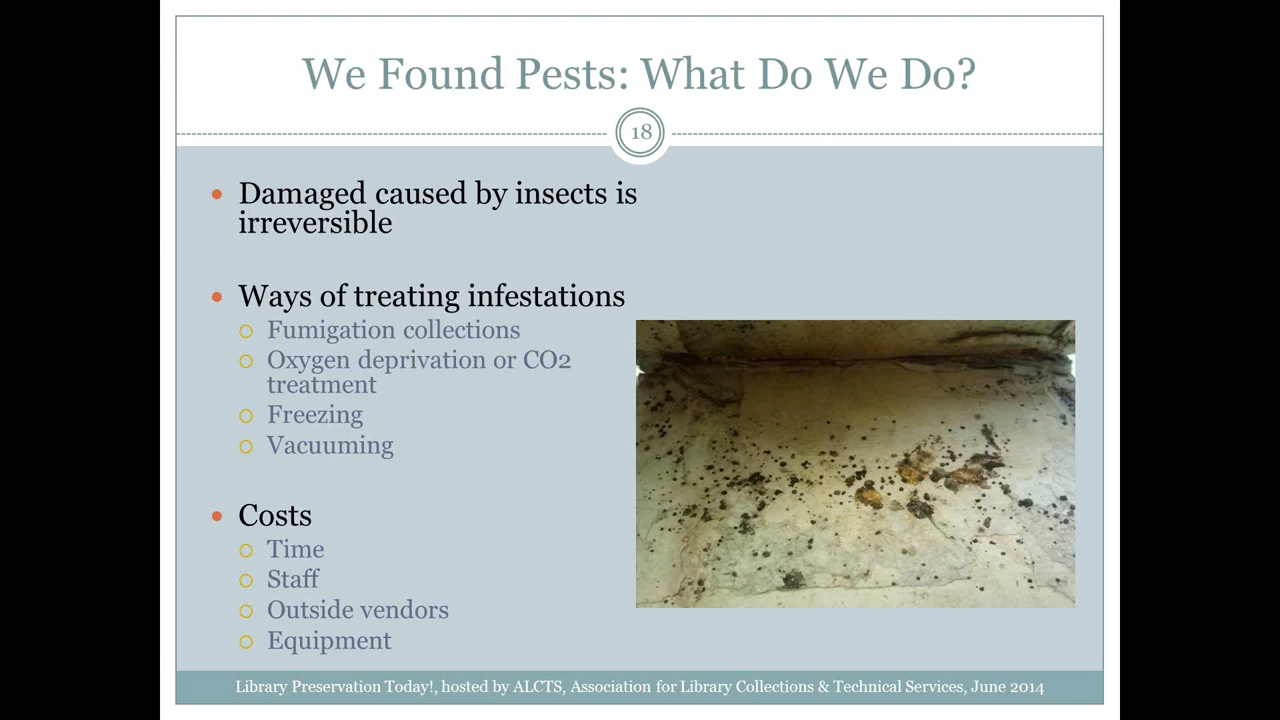 We Found Pests: What Do We Do?
18
Damaged caused by insects is
irreversible
Ways of treating infestations
Fumigation collections
Oxygen deprivation or CO2
treatment
Freezing
Vacuuming
Costs
Time
Staff
Outside vendors
Equipment
Library Preservation Today!, hosted by ALCTS, Association for Library Collections & Technical Services, June 2014